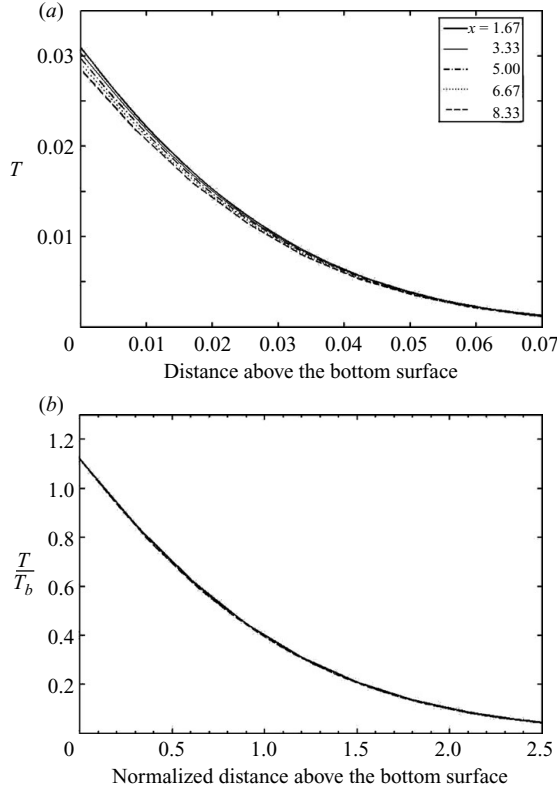 (a)
0.03
0.02
0.01
T
x = 1.67
3.33
5.00
6.67
8.33
0 0.01 0.02 0.03 0.04 0.05 0.06 0.07
Distance above the bottom surface
(b)
1.2
1.0
0.8
0.6
0.4
0.2
T
T_b
0 0.5 1.0 1.5 2.0 2.5
Normalized distance above the bottom surface